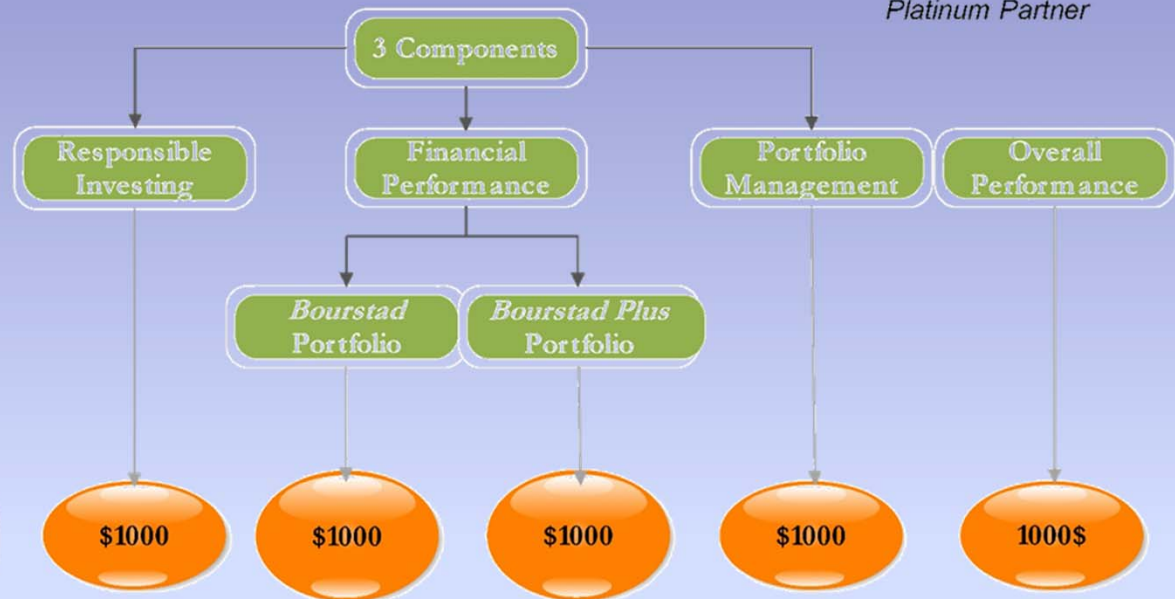 Platinum Partner
3 Components
Responsible
Investing
Financial
Performance
Portfolio
Management
Overall
Performance
Bourstad
Portfolio
Bourstad Plus
Portfolio
$1000
$1000
$1000
$1000
1000$